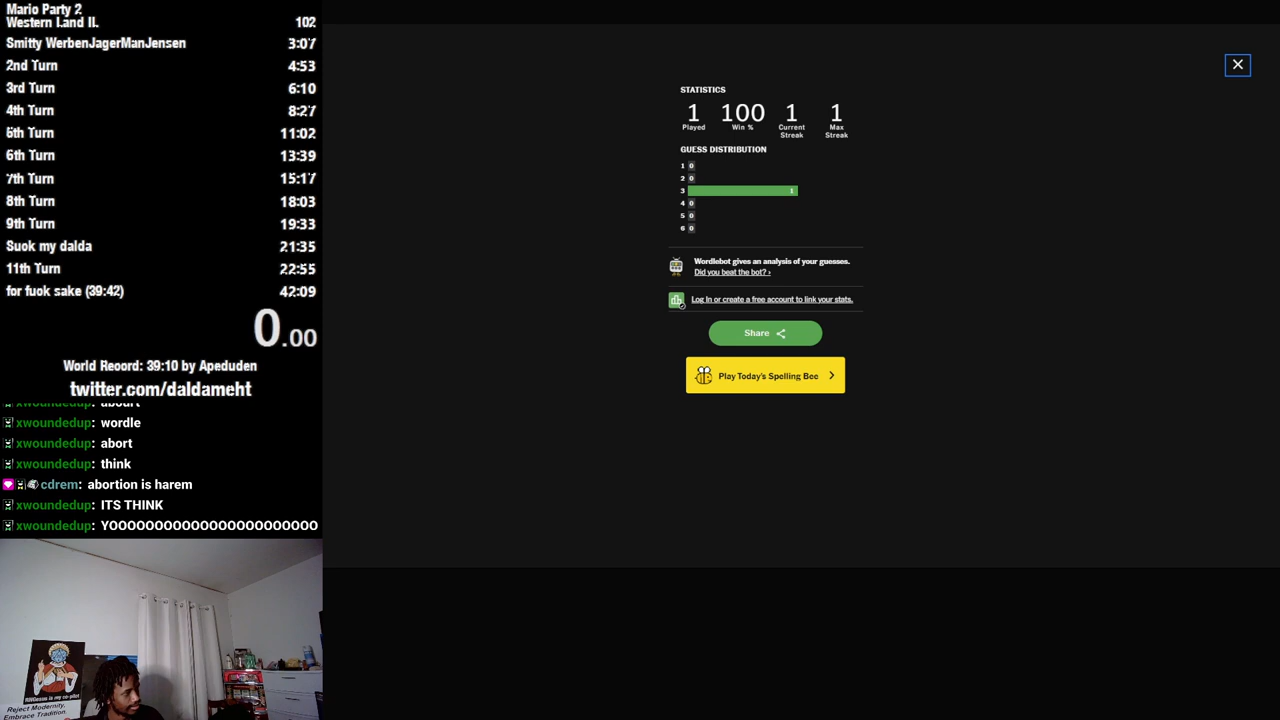 Mario Party 2
Western Land II. 102
Smitty WerbenJagerManJensen 3:07
2nd Turn 4:53
3rd Turn 6:10
4th Turn 8:27
5th Turn 11:02
6th Turn 13:39
7th Turn 15:17
8th Turn 18:03
9th Turn 19:33
Suok my dalda 21:35
11th Turn 22:55
for fuok sake (39:42) 42:09
0.00
World Reoord: 39:10 by Apeduden
twitter.com/daldameht
xwoundedup: wordle
xwoundedup: abort
xwoundedup: think
cdrem: abortion is harem
xwoundedup: ITS THINK
xwoundedup: YOOOOOOOOOOOOOOOOOOOOOOO
Reject Modernity.
Embrace Tradition.
STATISTICS
1 100 1 1
Played Win % Current Streak Max Streak
GUESS DISTRIBUTION
1 0
2 0
3 1
4 0
5 0
6 0
Wordlebot gives an analysis of your guesses.
Did you beat the bot? ›
Log In or create a free account to link your stats.
Share
Play Today's Spelling Bee